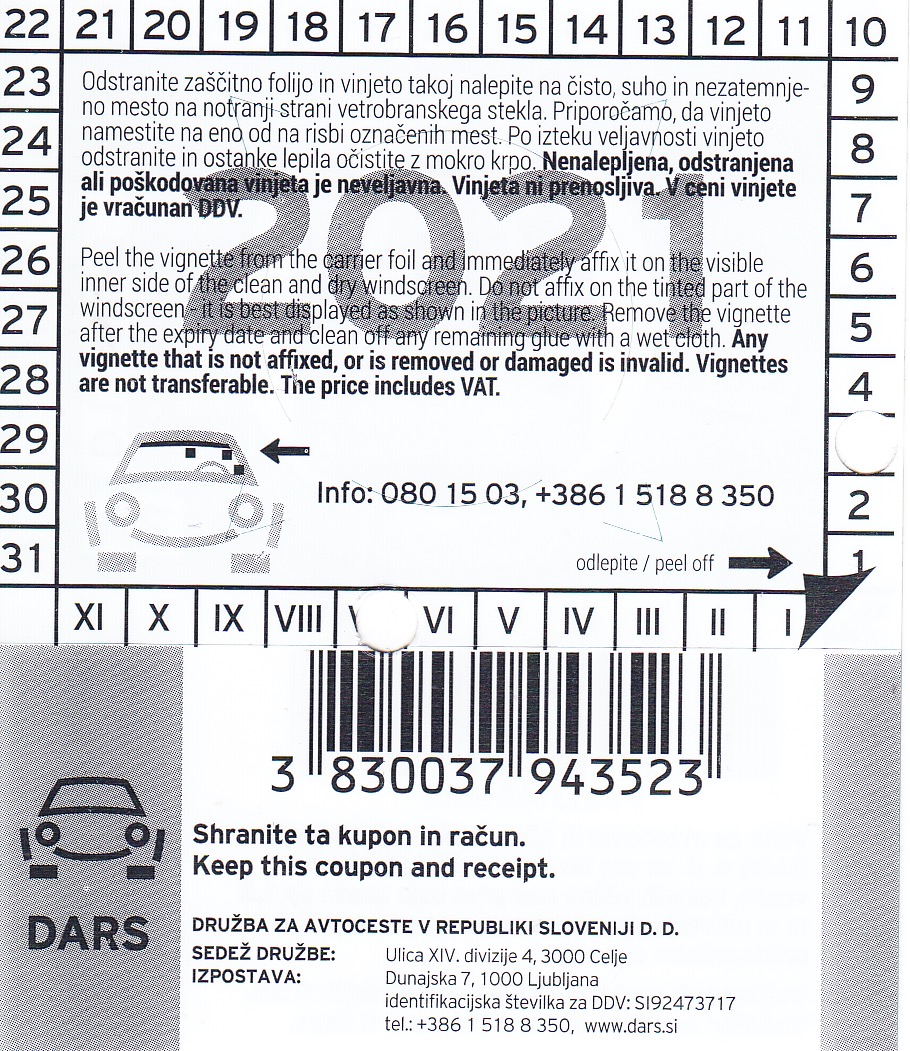 22 21 20 19 18 17 16 15 14 13 12 11 10
23
24
25
26
27
28
29
30
31
9
8
7
6
5
4
2
1
2021
Odstranite zaščitno folijo in vinjeto takoj nalepite na čisto, suho in nezatemnje-
no mesto na notranji strani vetrobranskega stekla. Priporočamo, da vinjeto
namestite na eno od na risbi označenih mest. Po izteku veljavnosti vinjeto
odstranite in ostanke lepila očistite z mokro krpo. Nenalepljena, odstranjena
ali poškodovana vinjeta je neveljavna. Vinjeta ni prenosljiva. V ceni vinjete
je vračunan DDV.
Peel the vignette from the carrier foil and immediately affix it on the visible
inner side of the clean and dry windscreen. Do not affix on the tinted part of the
windscreen - it is best displayed as shown in the picture. Remove the vignette
after the expiry date and clean off any remaining glue with a wet cloth. Any
vignette that is not affixed, or is removed or damaged is invalid. Vignettes
are not transferable. The price includes VAT.
Info: 080 15 03, +386 1 518 8 350
odlepite / peel off
XI X IX VIII VI V IV III II I
3 830037 943523
Shranite ta kupon in račun.
Keep this coupon and receipt.
DARS
DRUŽBA ZA AVTOCESTE V REPUBLIKI SLOVENIJI D. D.
SEDEŽ DRUŽBE: Ulica XIV. divizije 4, 3000 Celje
IZPOSTAVA: Dunajska 7, 1000 Ljubljana
identifikacijska številka za DDV: SI92473717
tel.: +386 1 518 8 350, www.dars.si